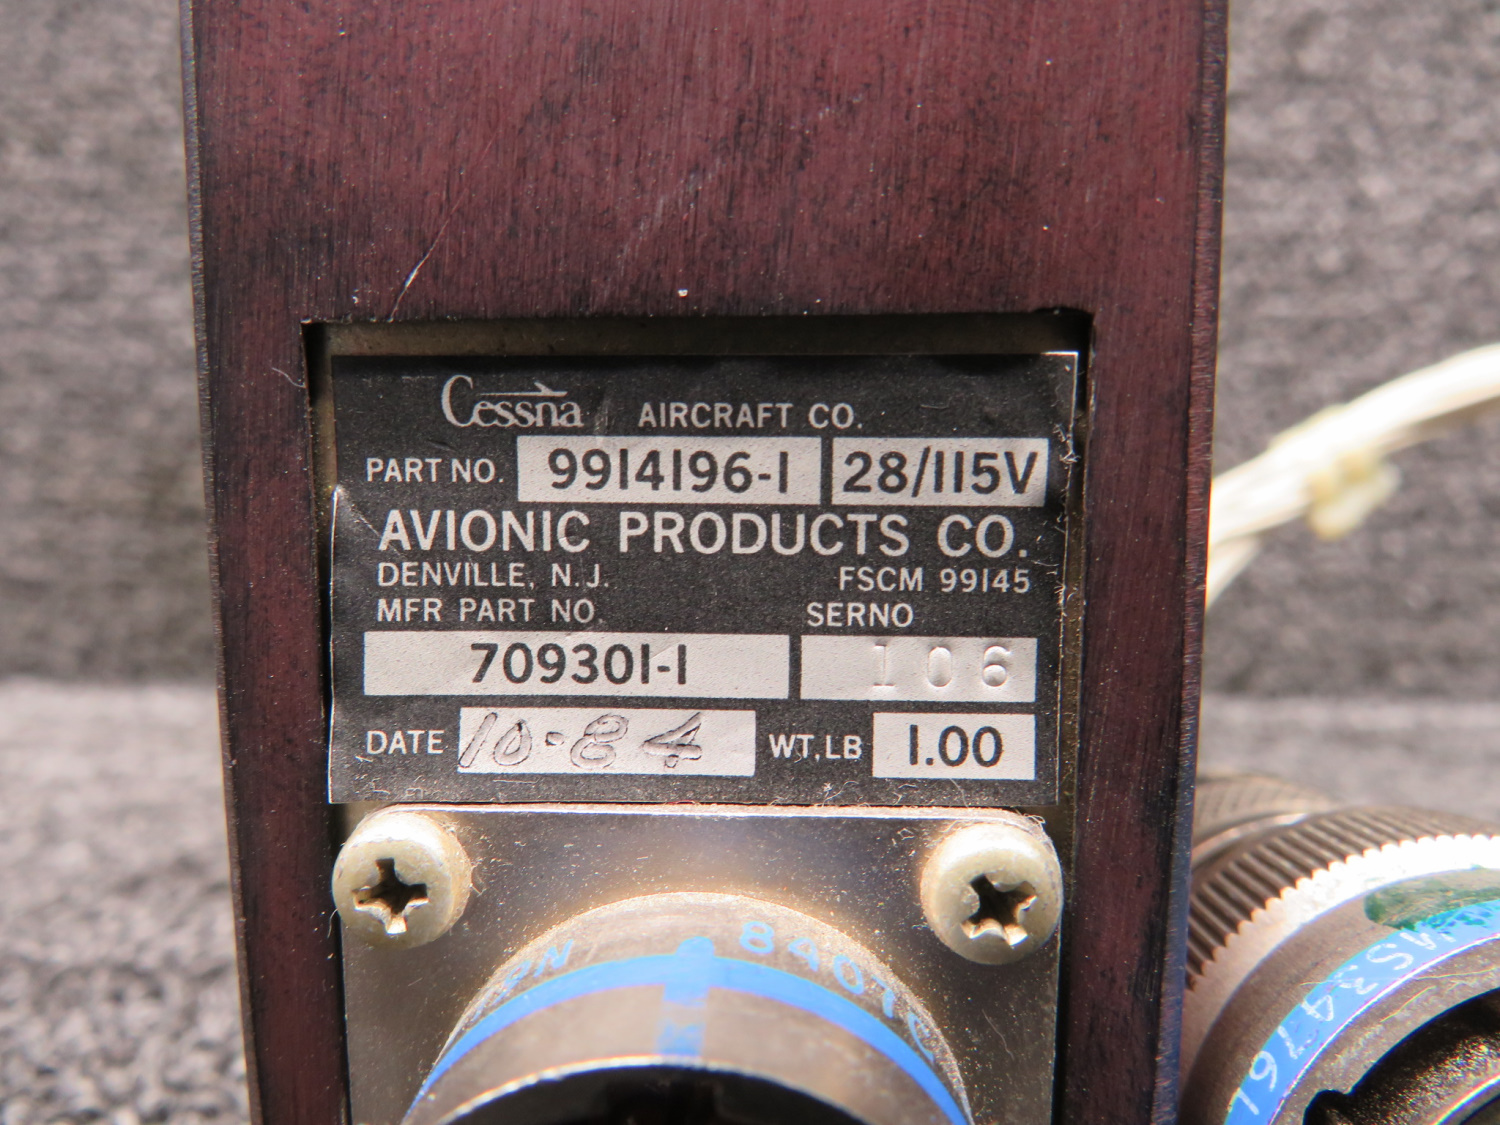 Cessna AIRCRAFT CO.
PART NO. 9914196-1 28/115V
AVIONIC PRODUCTS CO.
DENVILLE, N.J. FSCM 99145
MFR PART NO. SERNO
709301-1 106
DATE 10-84 WT. LB 1.00
8407